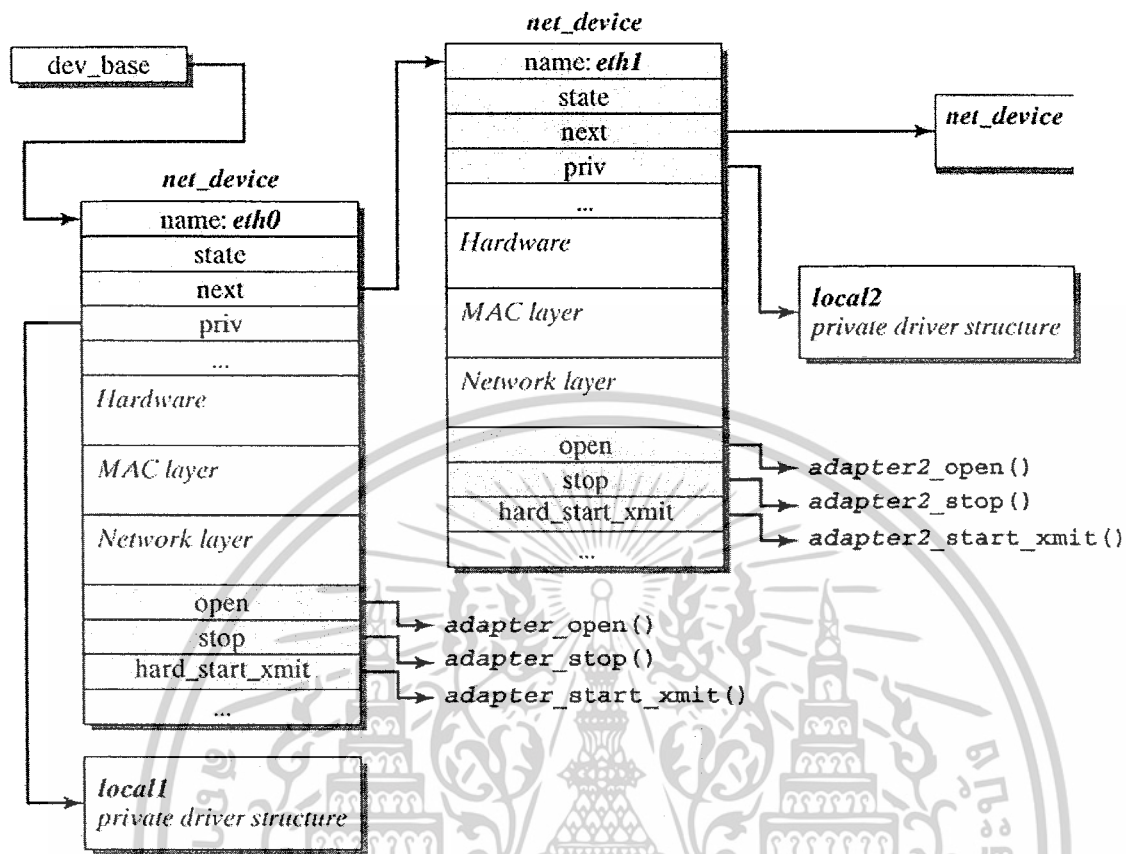 dev_base
net_device
name: eth0
state
next
priv
...
Hardware
MAC layer
Network layer
open
stop
hard_start_xmit
...
adapter_open()
adapter_stop()
adapter_start_xmit()
local1
private driver structure
net_device
name: eth1
state
next
priv
...
Hardware
MAC layer
Network layer
open
stop
hard_start_xmit
...
adapter2_open()
adapter2_stop()
adapter2_start_xmit()
net_device
local2
private driver structure